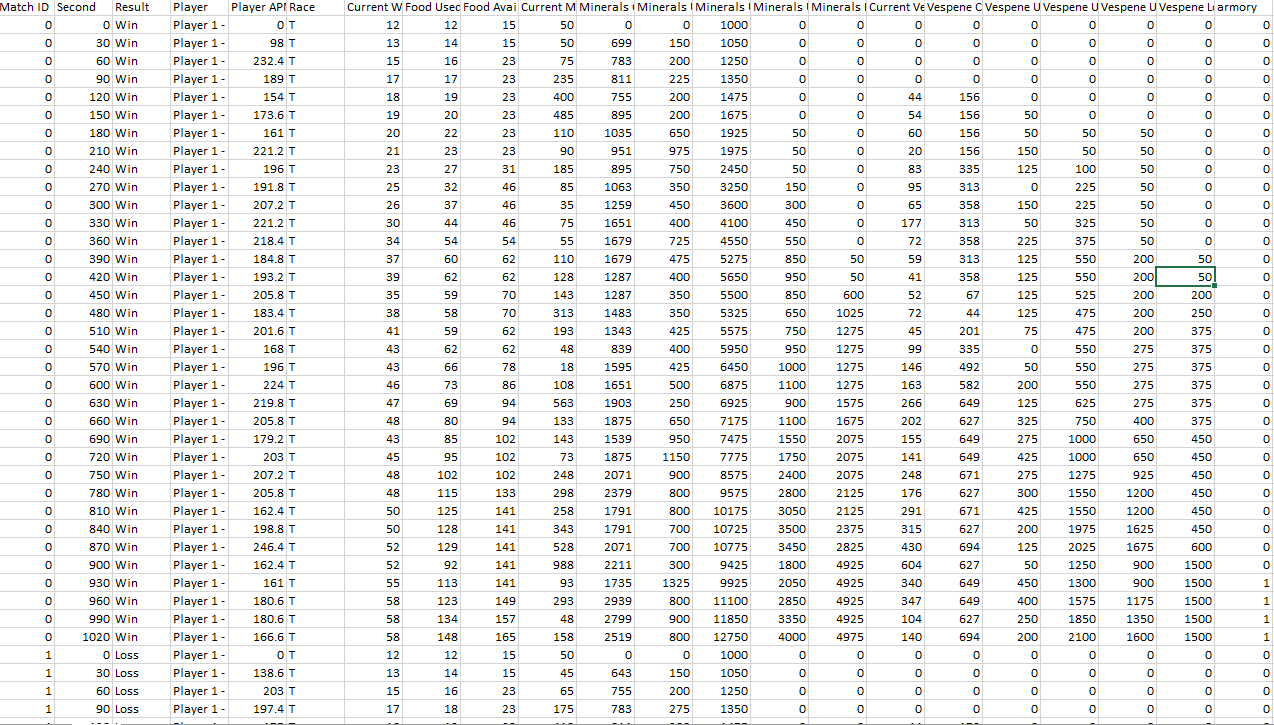 Match ID Second Result Player Player API Race Current W Food Used Food Avai Current M Minerals Minerals Minerals Minerals Minerals Current Ve Vespene C Vespene U Vespene U Vespene U Vespene armory
0 0 Win Player 1 - 0 T 12 12 15 50 0 0 1000 0 0 0 0 0 0 0 0 0
0 30 Win Player 1 - 98 T 13 14 15 50 699 150 1050 0 0 0 0 0 0 0 0 0
0 60 Win Player 1 - 232.4 T 15 16 23 75 783 200 1250 0 0 0 0 0 0 0 0 0
0 90 Win Player 1 - 189 T 17 17 23 235 811 225 1350 0 0 0 0 0 0 0 0 0
0 120 Win Player 1 - 154 T 18 19 23 400 755 200 1475 0 0 44 156 0 0 0 0 0
0 150 Win Player 1 - 173.6 T 19 20 23 485 895 200 1675 0 0 54 156 50 0 0 0 0
0 180 Win Player 1 - 161 T 20 22 23 110 1035 650 1925 50 0 60 156 50 50 50 0 0
0 210 Win Player 1 - 221.2 T 21 23 23 90 951 975 1975 50 0 20 156 150 50 50 0 0
0 240 Win Player 1 - 196 T 23 27 31 185 895 750 2450 50 0 83 335 125 100 50 0 0
0 270 Win Player 1 - 191.8 T 25 32 46 85 1063 350 3250 150 0 95 313 0 225 50 0 0
0 300 Win Player 1 - 207.2 T 26 37 46 35 1259 450 3600 300 0 65 358 150 225 50 0 0
0 330 Win Player 1 - 221.2 T 30 44 46 75 1651 400 4100 450 0 177 313 50 325 50 0 0
0 360 Win Player 1 - 218.4 T 34 54 54 55 1679 725 4550 550 0 72 358 225 375 50 0 0
0 390 Win Player 1 - 184.8 T 37 60 62 110 1679 475 5275 850 50 59 313 125 550 200 50 0
0 420 Win Player 1 - 193.2 T 39 62 62 128 1287 400 5650 950 50 41 358 125 550 200 50 0
0 450 Win Player 1 - 205.8 T 35 59 70 143 1287 350 5500 850 600 52 67 125 525 200 200 0
0 480 Win Player 1 - 183.4 T 38 58 70 313 1483 350 5325 650 1025 72 44 125 475 200 250 0
0 510 Win Player 1 - 201.6 T 41 59 62 193 1343 425 5575 750 1275 45 201 75 475 200 375 0
0 540 Win Player 1 - 168 T 43 62 62 48 839 400 5950 950 1275 99 335 0 550 275 375 0
0 570 Win Player 1 - 196 T 43 66 78 18 1595 425 6450 1000 1275 146 492 50 550 275 375 0
0 600 Win Player 1 - 224 T 46 73 86 108 1651 500 6875 1100 1275 163 582 200 550 275 375 0
0 630 Win Player 1 - 219.8 T 47 69 94 563 1903 250 6925 900 1575 266 649 125 625 275 375 0
0 660 Win Player 1 - 205.8 T 48 80 94 133 1875 650 7175 1100 1675 202 627 325 750 400 375 0
0 690 Win Player 1 - 179.2 T 43 85 102 143 1539 950 7475 1550 2075 155 649 275 1000 650 450 0
0 720 Win Player 1 - 203 T 45 95 102 73 1875 1150 7775 1750 2075 141 649 425 1000 650 450 0
0 750 Win Player 1 - 207.2 T 48 102 102 248 2071 900 8575 2400 2075 248 671 275 1275 925 450 0
0 780 Win Player 1 - 205.8 T 48 115 133 298 2379 800 9575 2800 2125 176 627 300 1550 1200 450 0
0 810 Win Player 1 - 162.4 T 50 125 141 258 1791 800 10175 3050 2125 291 671 425 1550 1200 450 0
0 840 Win Player 1 - 198.8 T 50 128 141 343 1791 700 10725 3500 2375 315 627 200 1975 1625 450 0
0 870 Win Player 1 - 246.4 T 52 129 141 528 2071 700 10775 3450 2825 430 694 125 2025 1675 600 0
0 900 Win Player 1 - 162.4 T 52 92 141 988 2211 300 9425 1800 4925 604 627 50 1250 900 1500 0
0 930 Win Player 1 - 161 T 55 113 141 93 1735 1325 9925 2050 4925 340 649 450 1300 900 1500 1
0 960 Win Player 1 - 180.6 T 58 123 149 293 2939 800 11100 2850 4925 347 649 400 1575 1175 1500 1
0 990 Win Player 1 - 180.6 T 58 134 157 48 2799 900 11850 3350 4925 104 627 250 1850 1350 1500 1
0 1020 Win Player 1 - 166.6 T 58 148 165 158 2519 800 12750 4000 4975 140 694 200 2100 1600 1500 1
1 0 Loss Player 1 - 0 T 12 12 15 50 0 0 1000 0 0 0 0 0 0 0 0 0
1 30 Loss Player 1 - 138.6 T 13 14 15 45 643 150 1050 0 0 0 0 0 0 0 0 0
1 60 Loss Player 1 - 203 T 15 16 23 65 755 200 1250 0 0 0 0 0 0 0 0 0
1 90 Loss Player 1 - 197.4 T 17 18 23 175 783 275 1350 0 0 0 0 0 0 0 0 0